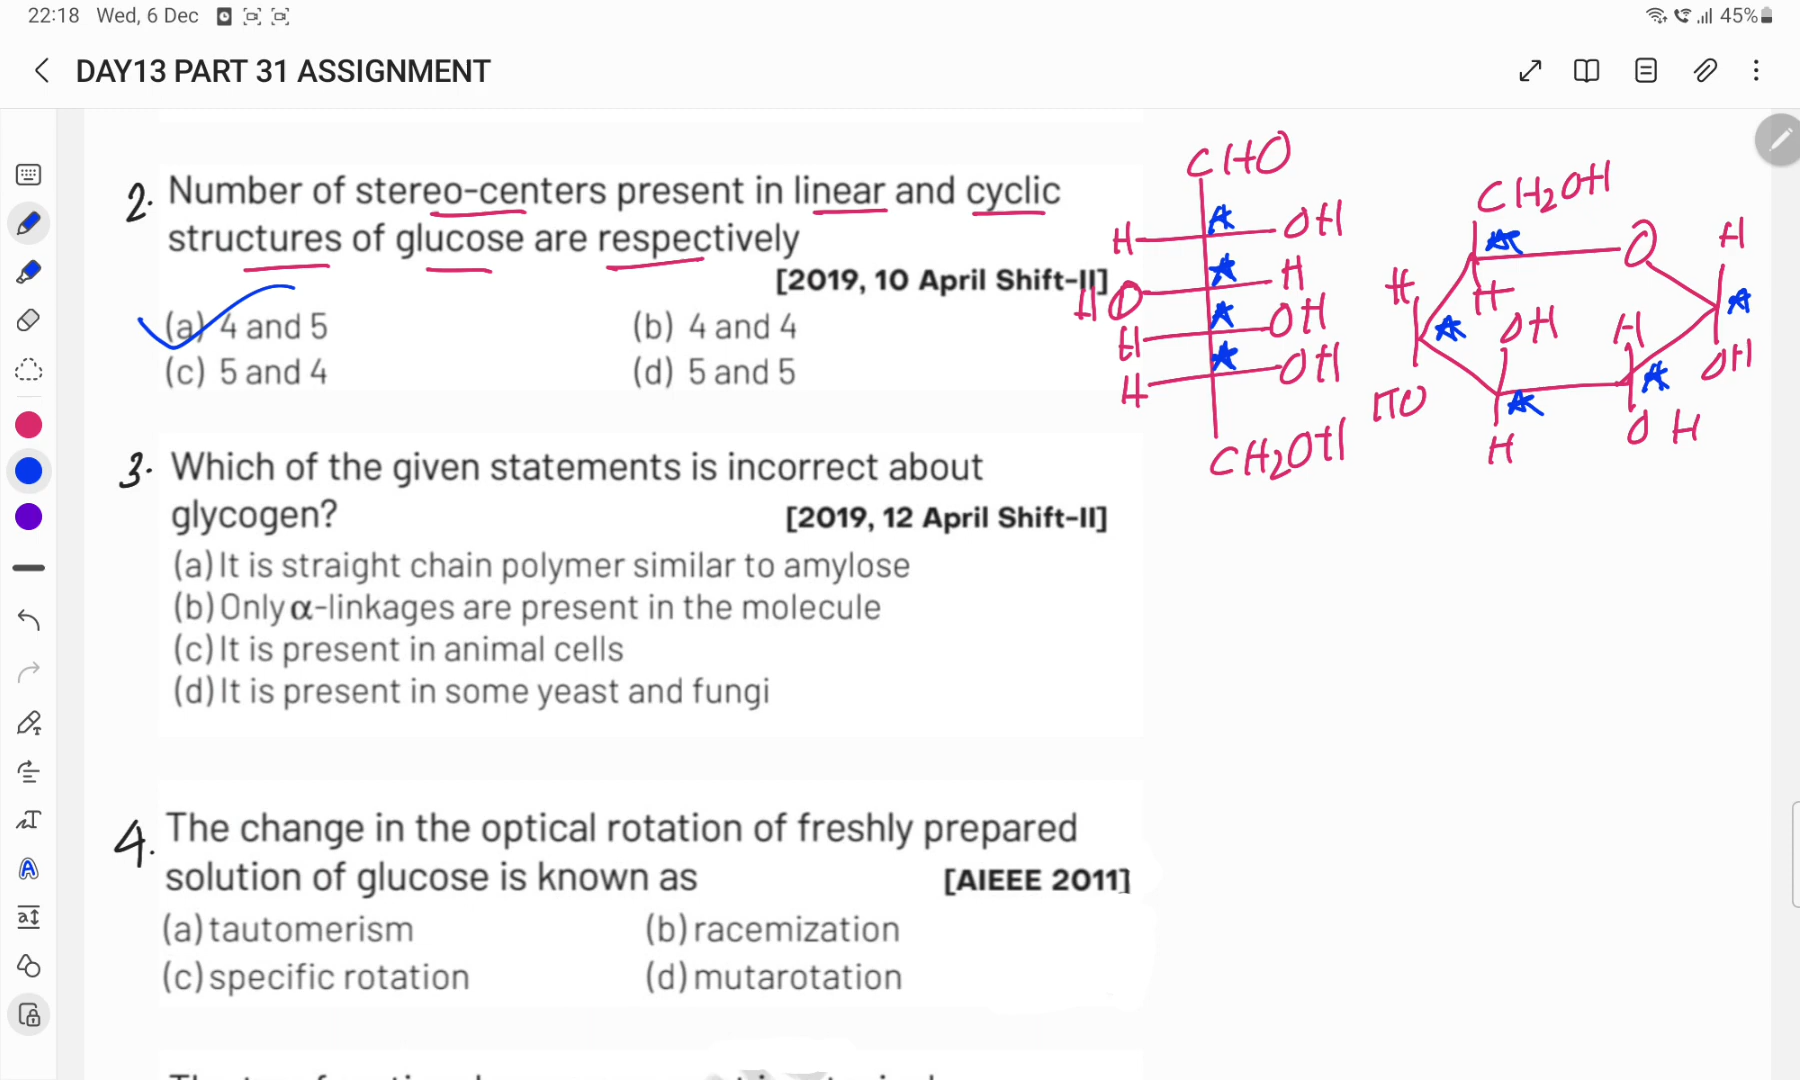 22:18 Wed, 6 Dec
45%
DAY13 PART 31 ASSIGNMENT
2. Number of stereo-centers present in linear and cyclic
structures of glucose are respectively
[2019, 10 April Shift-II]
(a) 4 and 5
(b) 4 and 4
(c) 5 and 4
(d) 5 and 5
CHO
H OH
HO H
H OH
H OH
CH2OH
CH2OH
O H
H H
OH H
HO OH
H OH
3. Which of the given statements is incorrect about
glycogen?
[2019, 12 April Shift-II]
(a) It is straight chain polymer similar to amylose
(b) Only α-linkages are present in the molecule
(c) It is present in animal cells
(d) It is present in some yeast and fungi
4. The change in the optical rotation of freshly prepared
solution of glucose is known as
[AIEEE 2011]
(a) tautomerism
(b) racemization
(c) specific rotation
(d) mutarotation